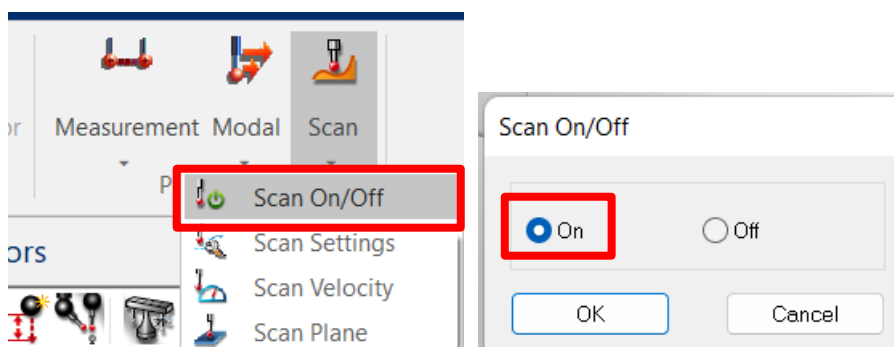 Measurement Modal Scan
Scan On/Off
Scan Settings
Scan Velocity
Scan Plane
Scan On/Off
On Off
OK Cancel